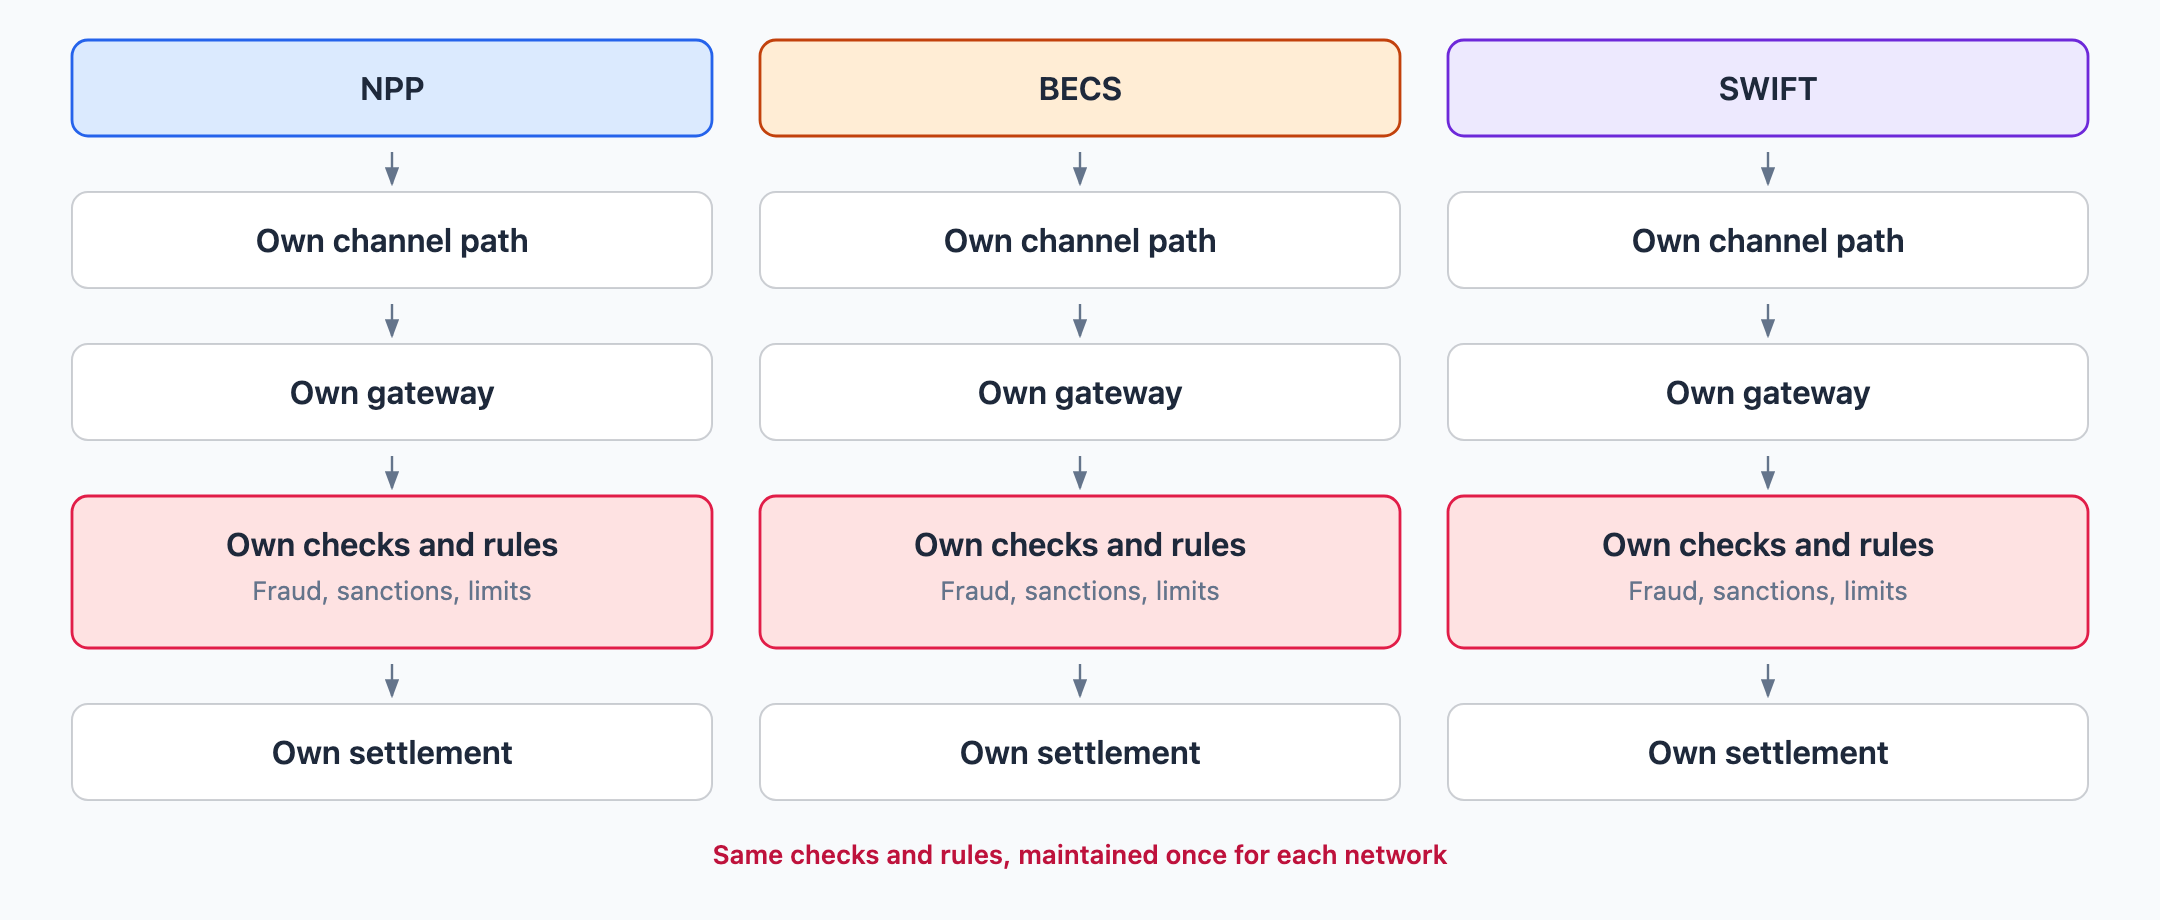 NPP
BECS
SWIFT
Own channel path
Own channel path
Own channel path
Own gateway
Own gateway
Own gateway
Own checks and rules
Fraud, sanctions, limits
Own checks and rules
Fraud, sanctions, limits
Own checks and rules
Fraud, sanctions, limits
Own settlement
Own settlement
Own settlement
Same checks and rules, maintained once for each network